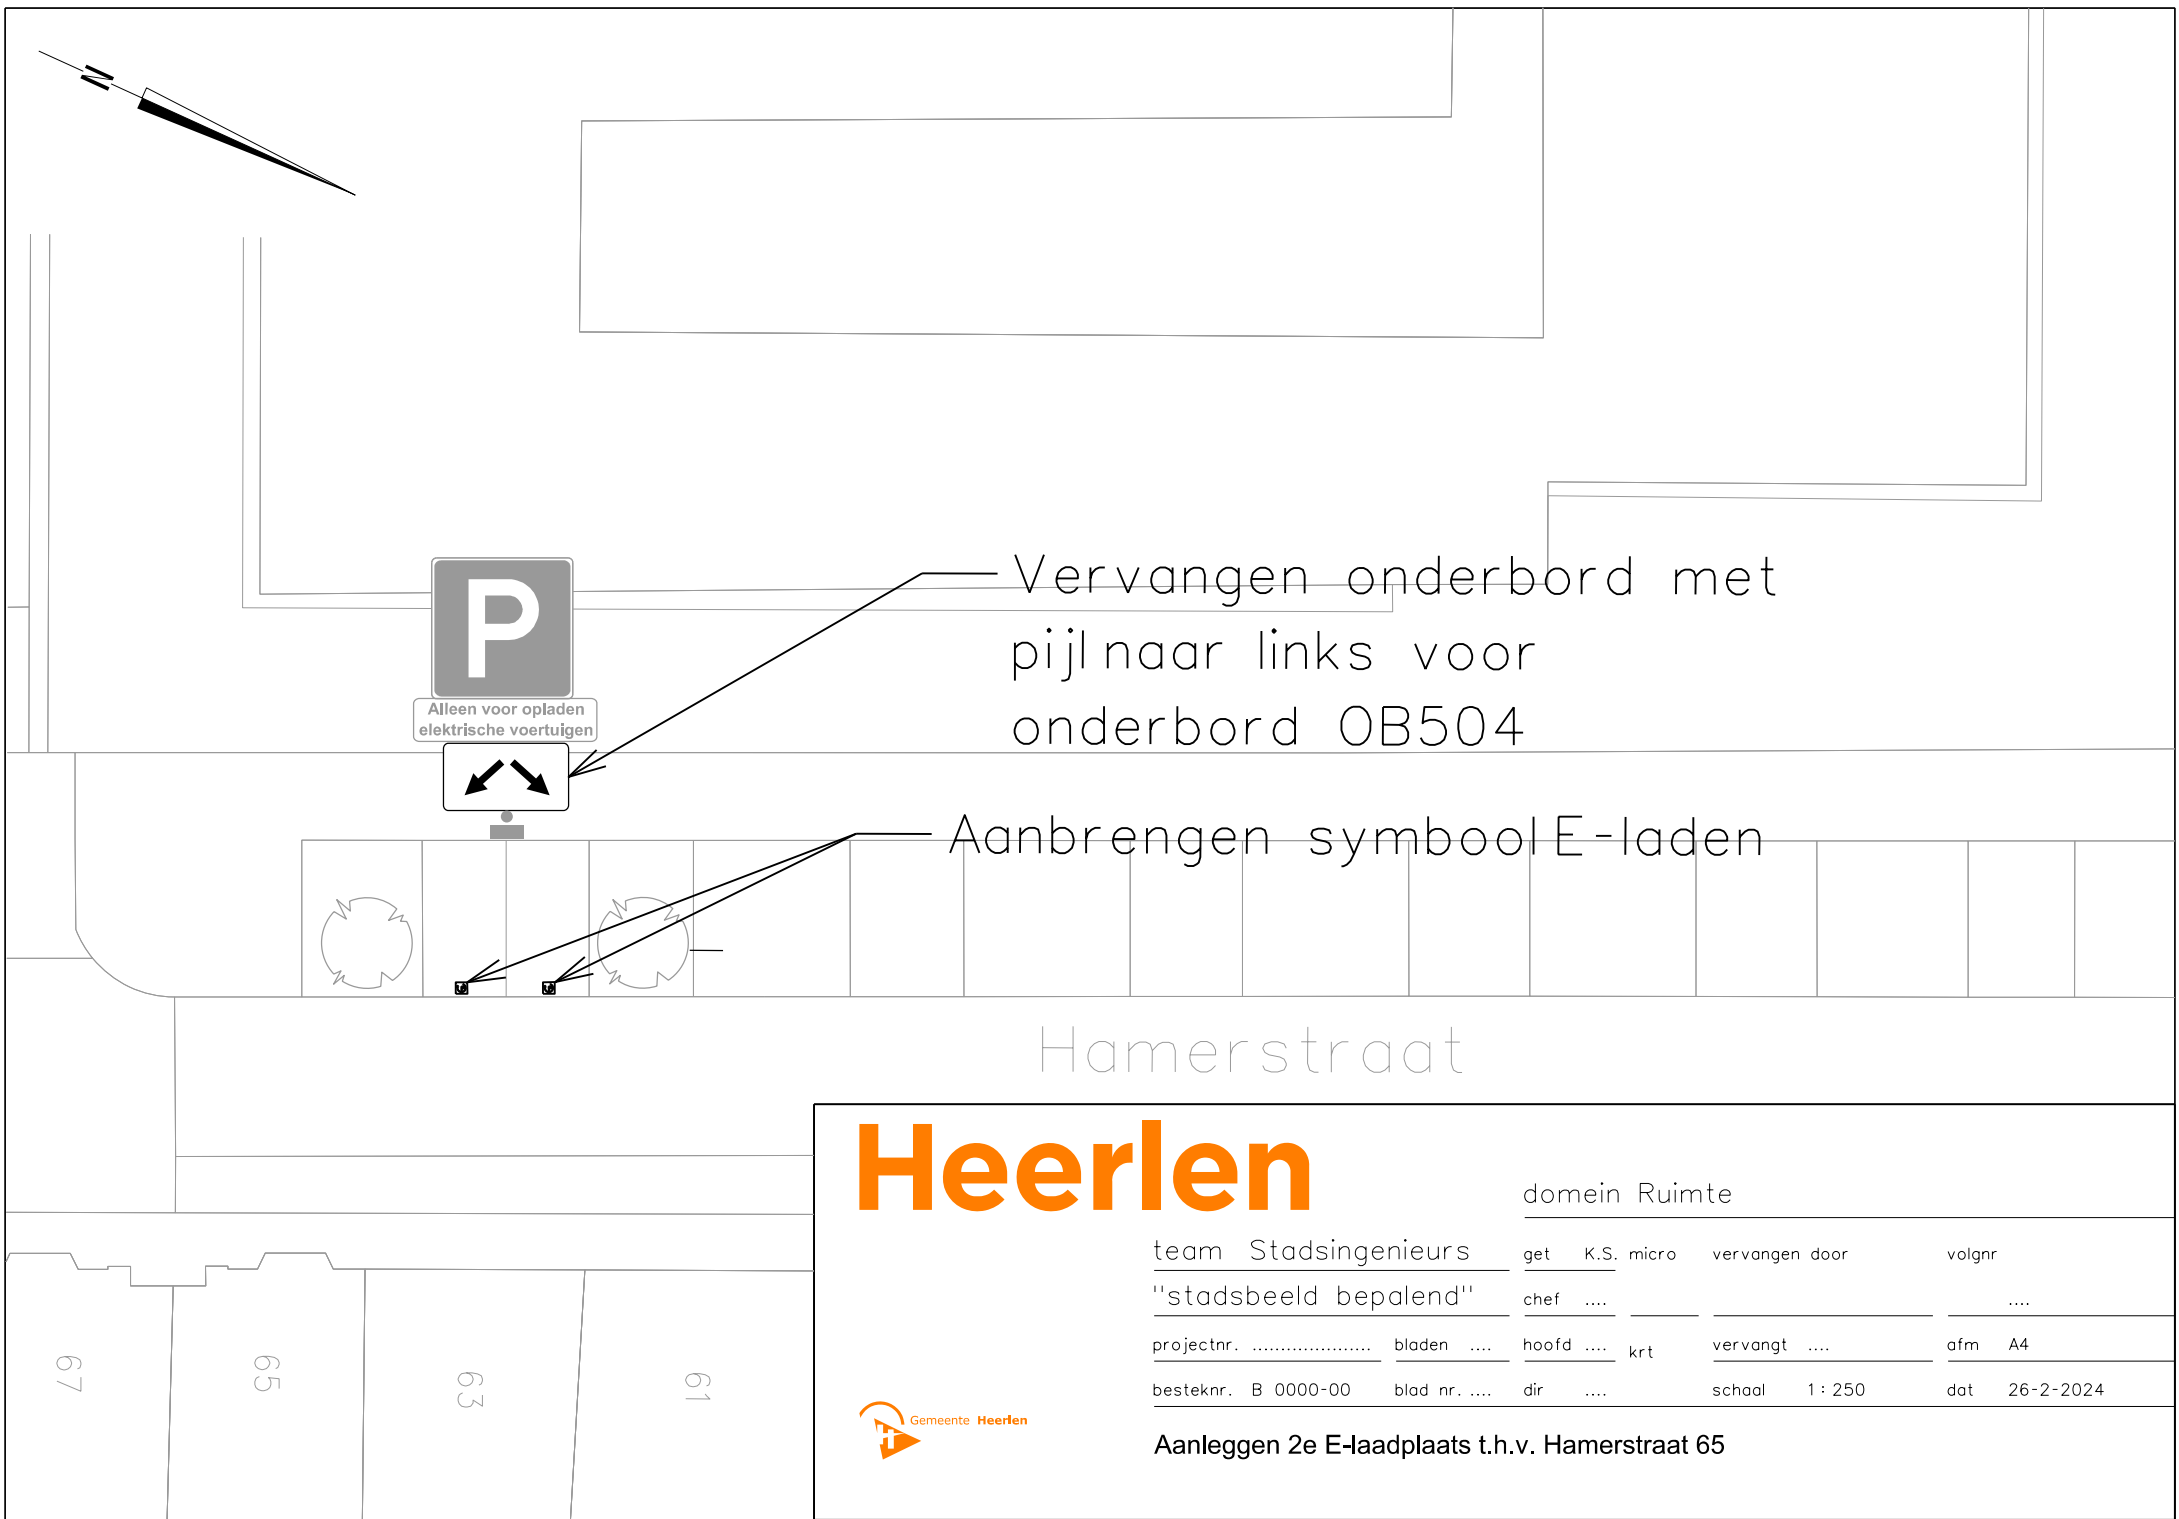 N
Vervangen onderbord met
pijl naar links voor
onderbord OB504
P
Alleen voor opladen
elektrische voertuigen
Aanbrengen symbool E-laden
Hamerstraat
67
65
63
61
Heerlen
domein Ruimte
team Stadsingenieurs
get K.S. micro vervangen door volgnr
"stadsbeeld bepalend"
chef .... ....
projectnr. ..................... bladen .... hoofd .... krt vervangt .... afm A4
besteknr. B 0000-00 blad nr. .... dir .... schaal 1:250 dat 26-2-2024
Gemeente Heerlen
Aanleggen 2e E-laadplaats t.h.v. Hamerstraat 65